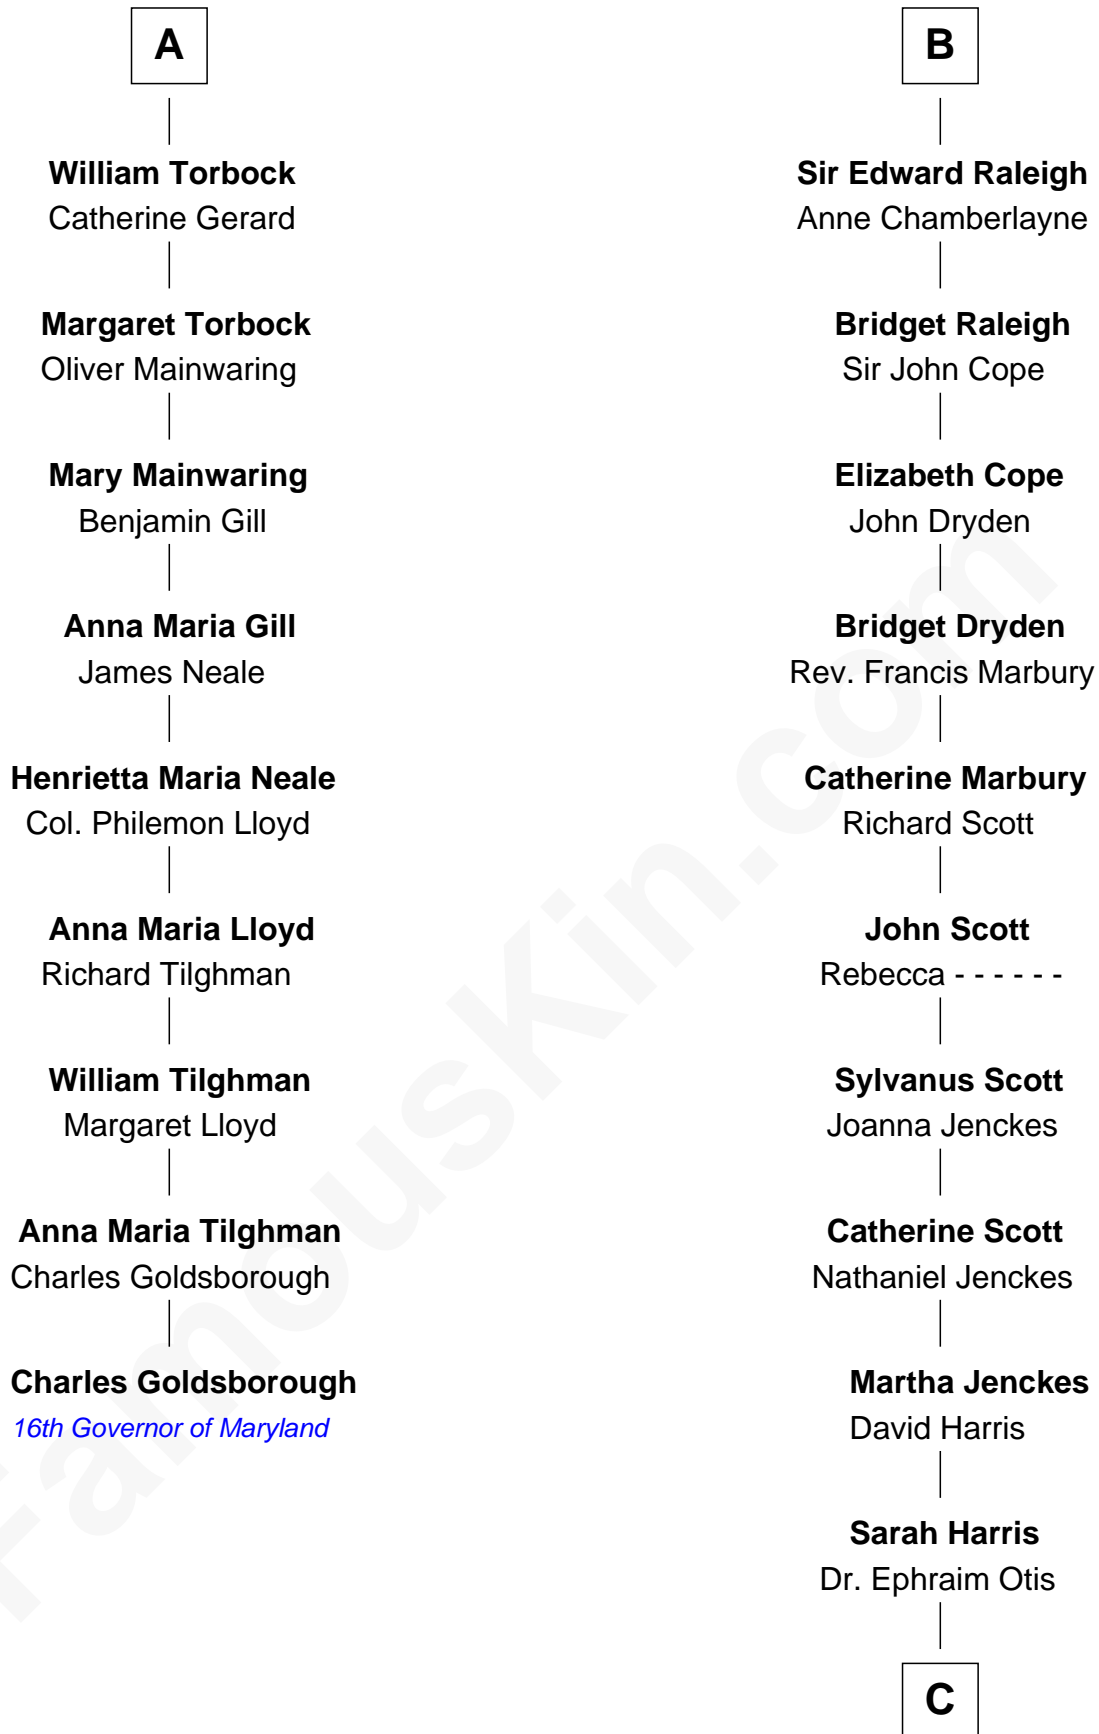 A
William Torbock
Catherine Gerard
Margaret Torbock
Oliver Mainwaring
Mary Mainwaring
Benjamin Gill
Anna Maria Gill
James Neale
Henrietta Maria Neale
Col. Philemon Lloyd
Anna Maria Lloyd
Richard Tilghman
William Tilghman
Margaret Lloyd
Anna Maria Tilghman
Charles Goldsborough
Charles Goldsborough
16th Governor of Maryland
B
Sir Edward Raleigh
Anne Chamberlayne
Bridget Raleigh
Sir John Cope
Elizabeth Cope
John Dryden
Bridget Dryden
Rev. Francis Marbury
Catherine Marbury
Richard Scott
John Scott
Rebecca - - - - - -
Sylvanus Scott
Joanna Jenckes
Catherine Scott
Nathaniel Jenckes
Martha Jenckes
David Harris
Sarah Harris
Dr. Ephraim Otis
C
FamousKin.com